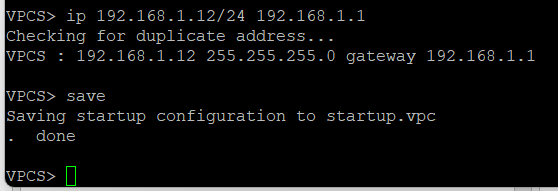 VPCS> ip 192.168.1.12/24 192.168.1.1
Checking for duplicate address...
VPCS : 192.168.1.12 255.255.255.0 gateway 192.168.1.1
VPCS> save
Saving startup configuration to startup.vpc
.  done
VPCS>